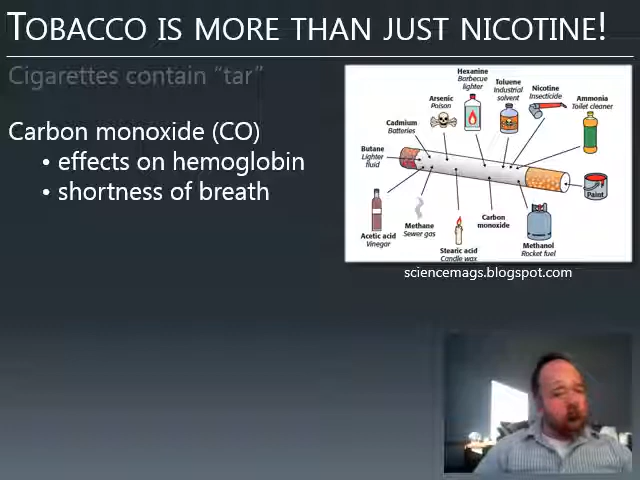 TOBACCO IS MORE THAN JUST NICOTINE!
Cigarettes contain "tar"
Carbon monoxide (CO)
• effects on hemoglobin
• shortness of breath
Hexanine
Barbecue
lighter
Toluene
Industrial
solvent
Nicotine
Insecticide
Arsenic
Poison
Ammonia
Toilet cleaner
Cadmium
Batteries
Butane
Lighter
fluid
Paint
Acetic acid
Vinegar
Methane
Sewer gas
Stearic acid
Candle wax
Carbon
monoxide
Methanol
Rocket fuel
sciencemags.blogspot.com